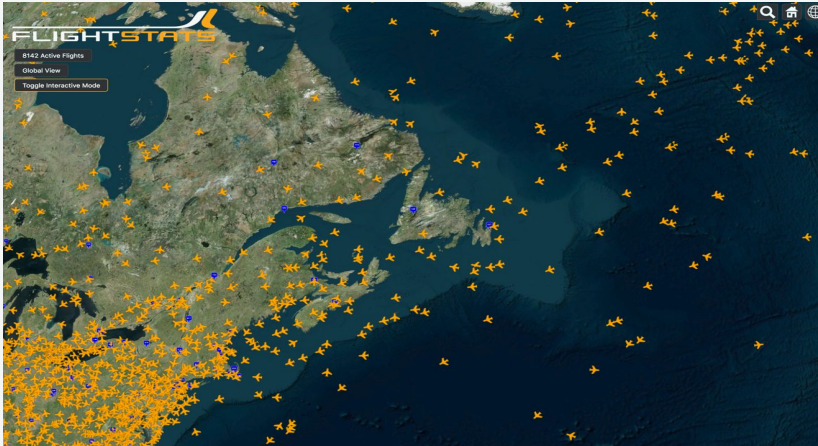 FLIGHTSTATS
8142 Active Flights
Global View
Toggle Interactive Mode